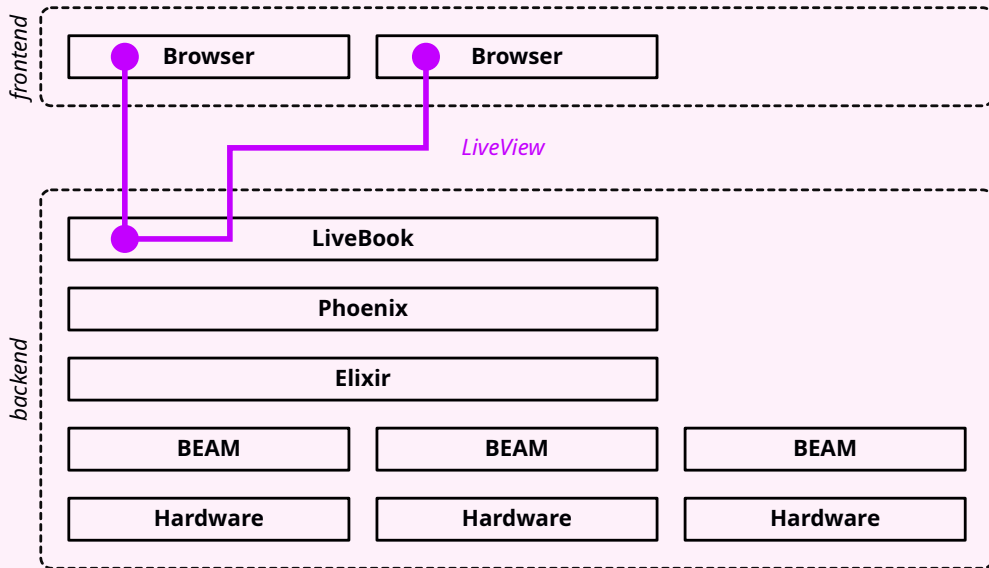 frontend
Browser
Browser
LiveView
backend
LiveBook
Phoenix
Elixir
BEAM
BEAM
BEAM
Hardware
Hardware
Hardware